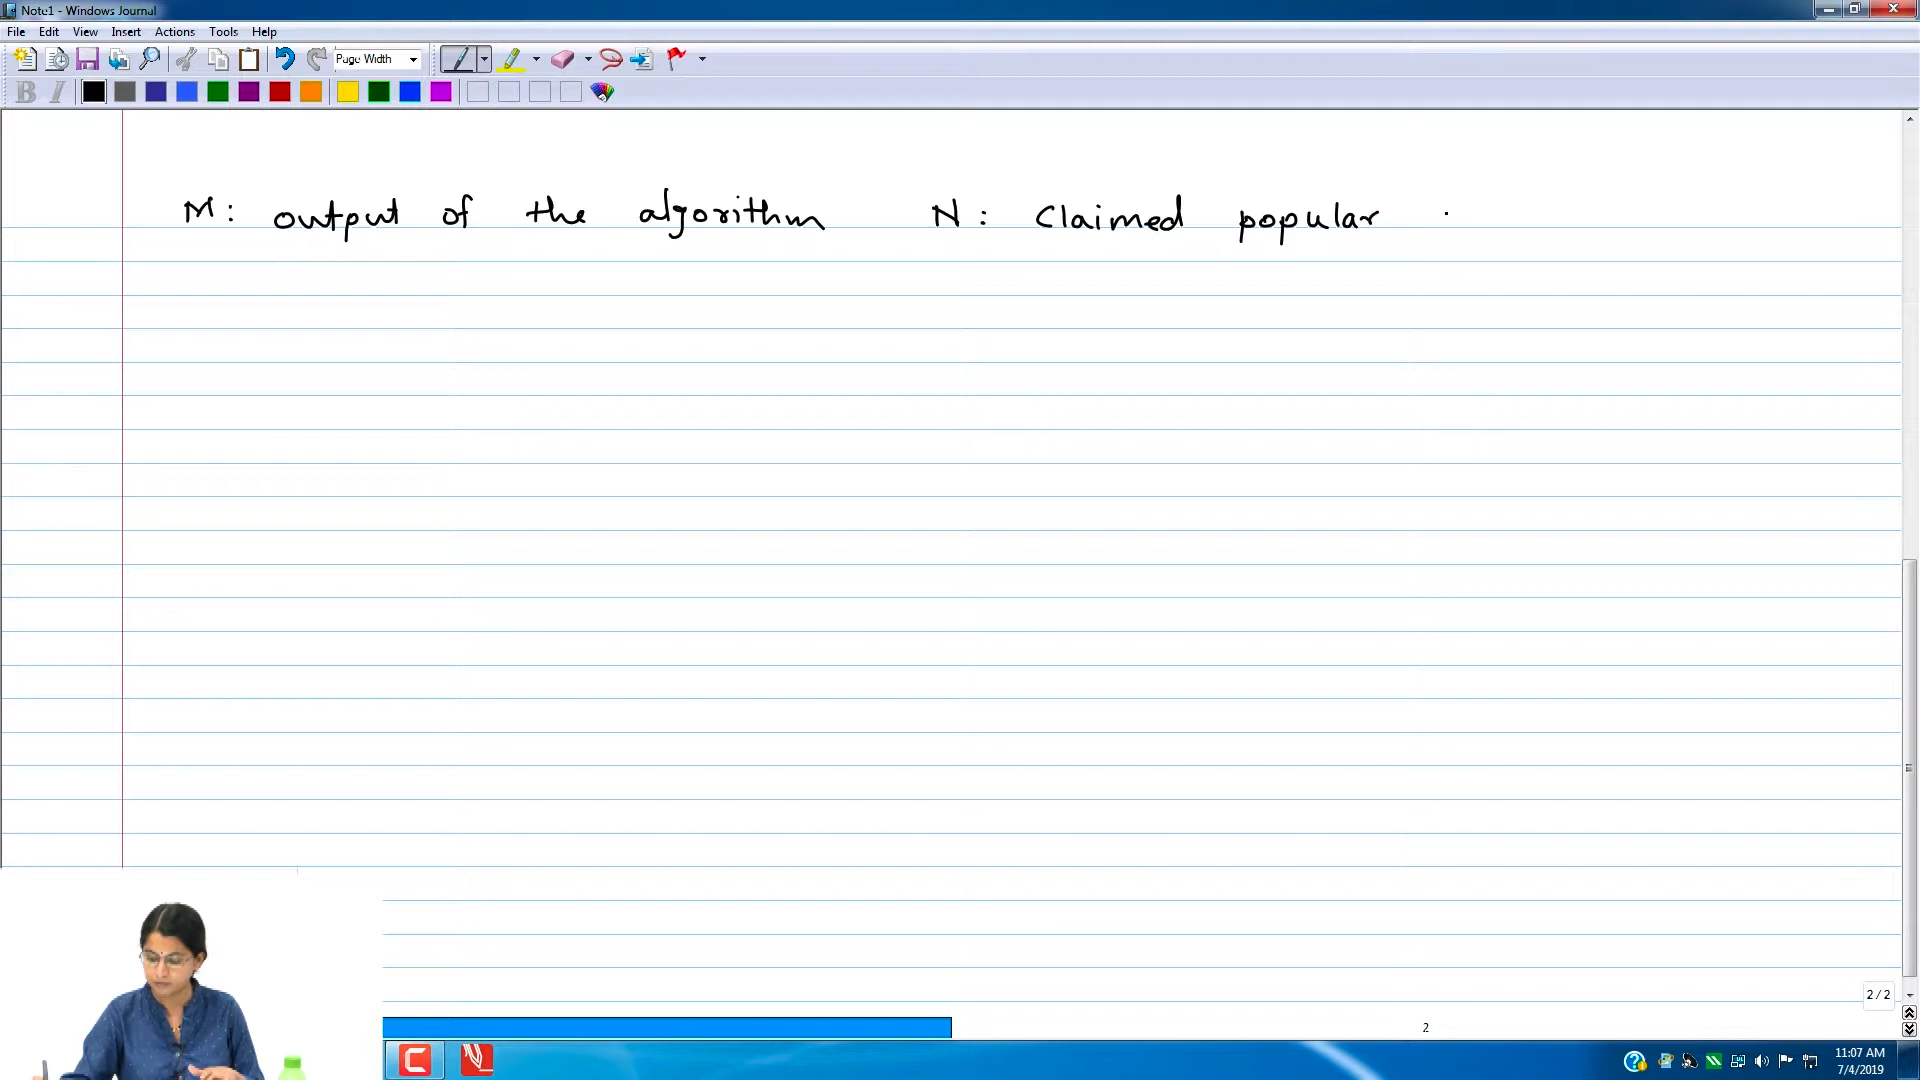 Note1 - Windows Journal
File Edit View Insert Actions Tools Help
Page Width
B I
M: output of the algorithm N: Claimed popular
2 / 2
2
11:07 AM
7/4/2019